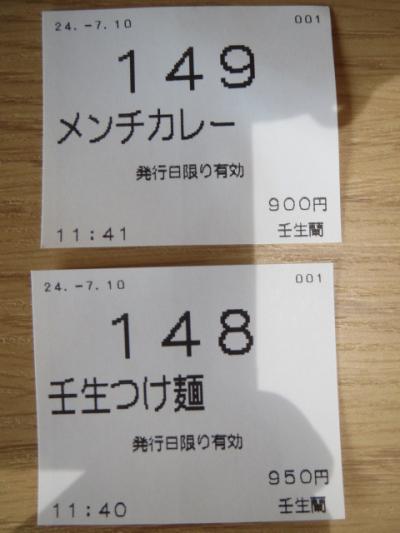 24.-7.10 001
149
メンチカレー
発行日限り有効
900円
11:41 壬生蘭
24.-7.10 001
148
壬生つけ麺
発行日限り有効
950円
11:40 壬生蘭